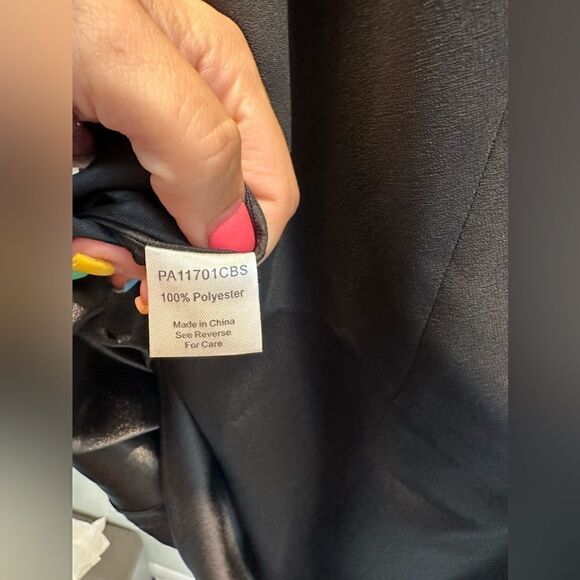 PA11701CBS
100% Polyester
Made in China
See Reverse
For Care